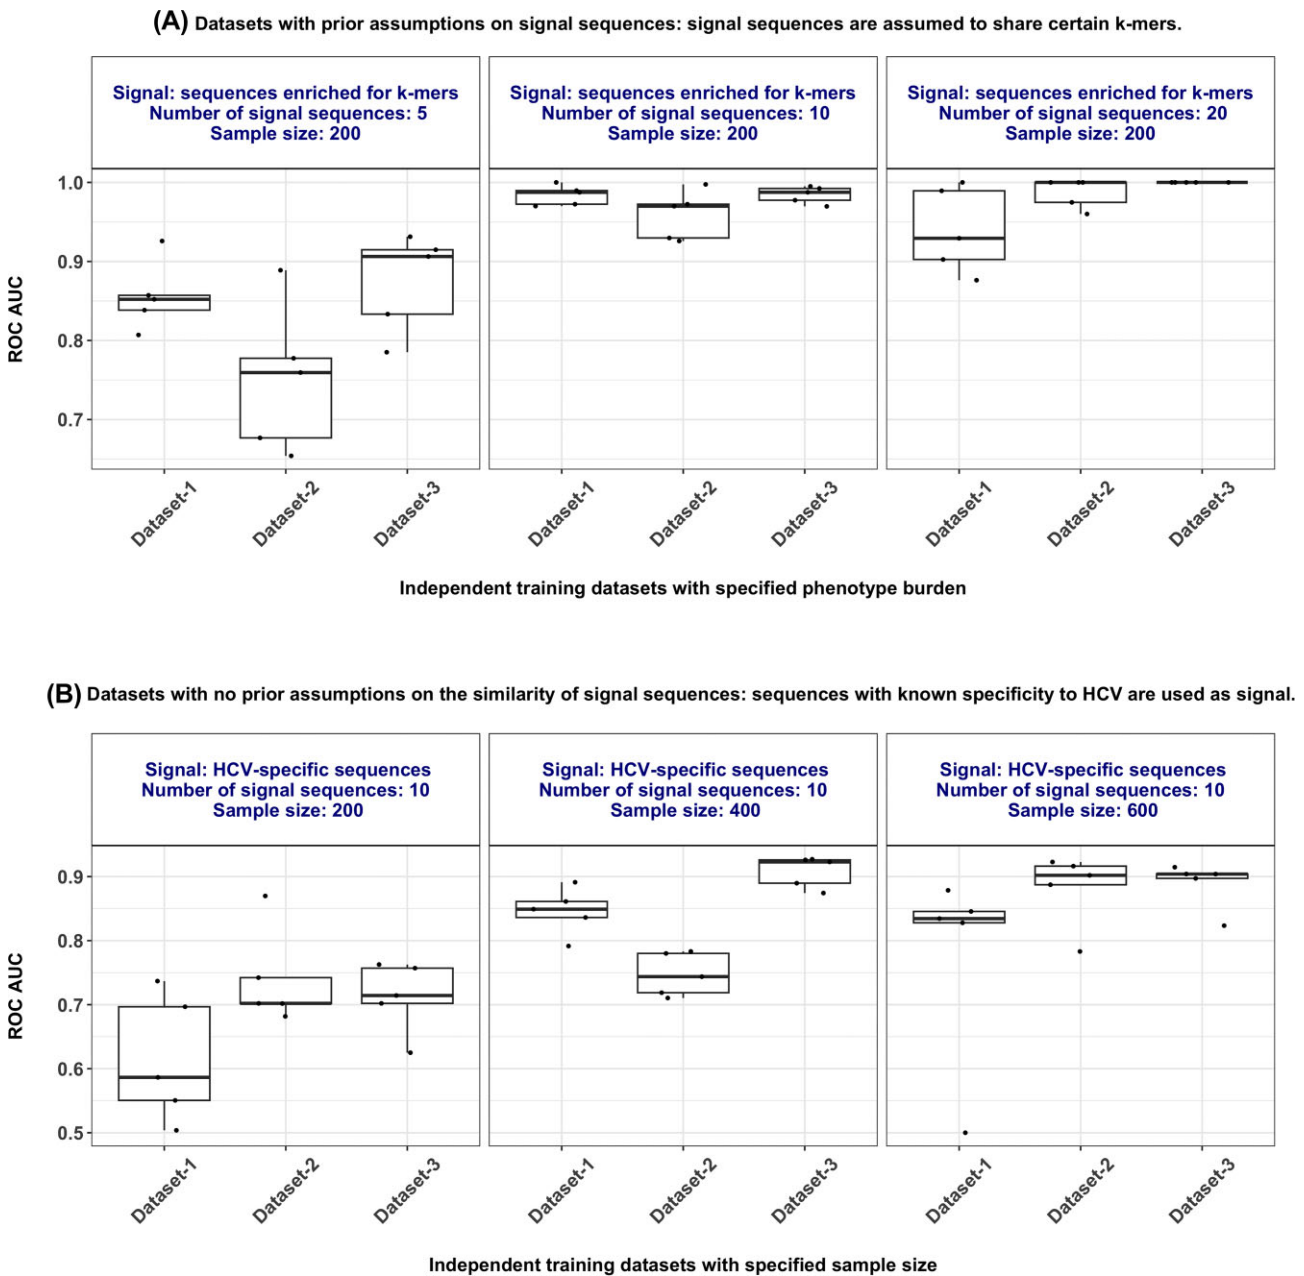 (A) Datasets with prior assumptions on signal sequences: signal sequences are assumed to share certain k-mers.
Signal: sequences enriched for k-mers
Number of signal sequences: 5
Sample size: 200
Signal: sequences enriched for k-mers
Number of signal sequences: 10
Sample size: 200
Signal: sequences enriched for k-mers
Number of signal sequences: 20
Sample size: 200
ROC AUC
1.0
0.9
0.8
0.7
Dataset-1
Dataset-2
Dataset-3
Dataset-1
Dataset-2
Dataset-3
Dataset-1
Dataset-2
Dataset-3
Independent training datasets with specified phenotype burden
(B) Datasets with no prior assumptions on the similarity of signal sequences: sequences with known specificity to HCV are used as signal.
Signal: HCV-specific sequences
Number of signal sequences: 10
Sample size: 200
Signal: HCV-specific sequences
Number of signal sequences: 10
Sample size: 400
Signal: HCV-specific sequences
Number of signal sequences: 10
Sample size: 600
ROC AUC
0.9
0.8
0.7
0.6
0.5
Dataset-1
Dataset-2
Dataset-3
Dataset-1
Dataset-2
Dataset-3
Dataset-1
Dataset-2
Dataset-3
Independent training datasets with specified sample size